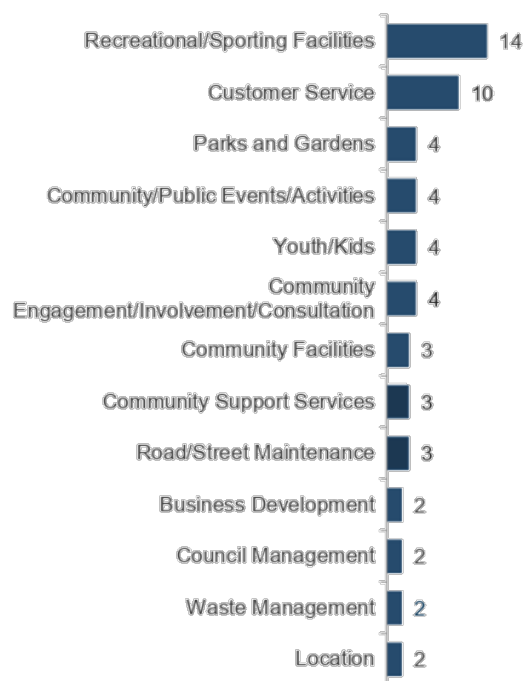 Recreational/Sporting Facilities 14
Customer Service 10
Parks and Gardens 4
Community/Public Events/Activities 4
Youth/Kids 4
Community
Engagement/Involvement/Consultation 4
Community Facilities 3
Community Support Services 3
Road/Street Maintenance 3
Business Development 2
Council Management 2
Waste Management 2
Location 2